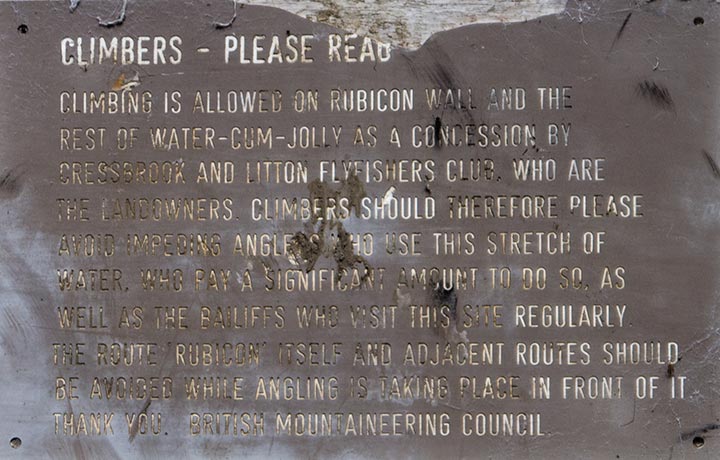 CLIMBERS - PLEASE READ
CLIMBING IS ALLOWED ON RUBICON WALL AND THE
REST OF WATER-CUM-JOLLY AS A CONCESSION BY
CRESSBROOK AND LITTON FLYFISHERS CLUB, WHO ARE
THE LANDOWNERS. CLIMBERS SHOULD THEREFORE PLEASE
AVOID IMPEDING ANGLERS WHO USE THIS STRETCH OF
WATER, WHO PAY A SIGNIFICANT AMOUNT TO DO SO, AS
WELL AS THE BAILIFFS WHO VISIT THIS SITE REGULARLY.
THE ROUTE 'RUBICON' ITSELF AND ADJACENT ROUTES SHOULD
BE AVOIDED WHILE ANGLING IS TAKING PLACE IN FRONT OF IT
THANK YOU. BRITISH MOUNTAINEERING COUNCIL.